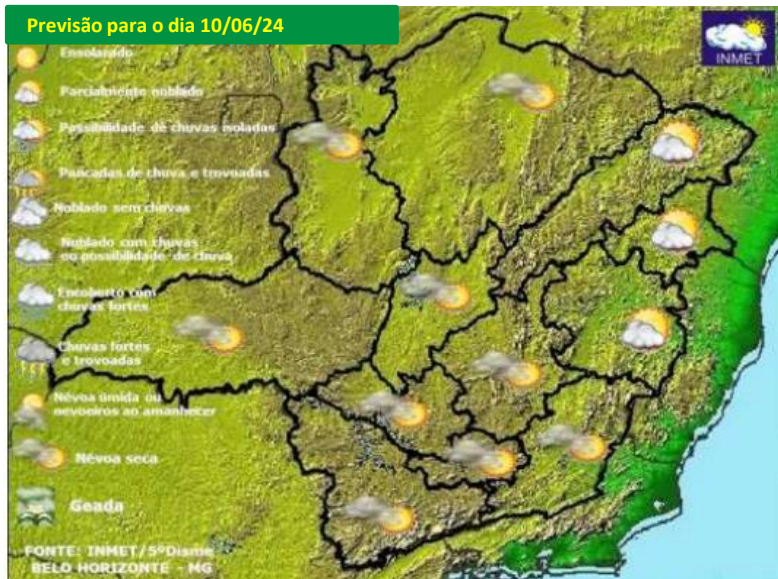 Previsão para o dia 10/06/24
INMET
Ensolarado
Parcialmente noblado
Possibilidade de chuvas isoladas
Pancadas de chuva e trovoadas
Noblado sem chuvas
Nublado com chuvas
ou possibilidade de chuva
Encoberto com
chuvas fortes
Chuvas fortes
e trovoadas
Névoa úmida ou
nevoeiros ao amanhecer
Névoa seca
Geada
FONTE: INMET/5ºDisme
BELO HORIZONTE - MG